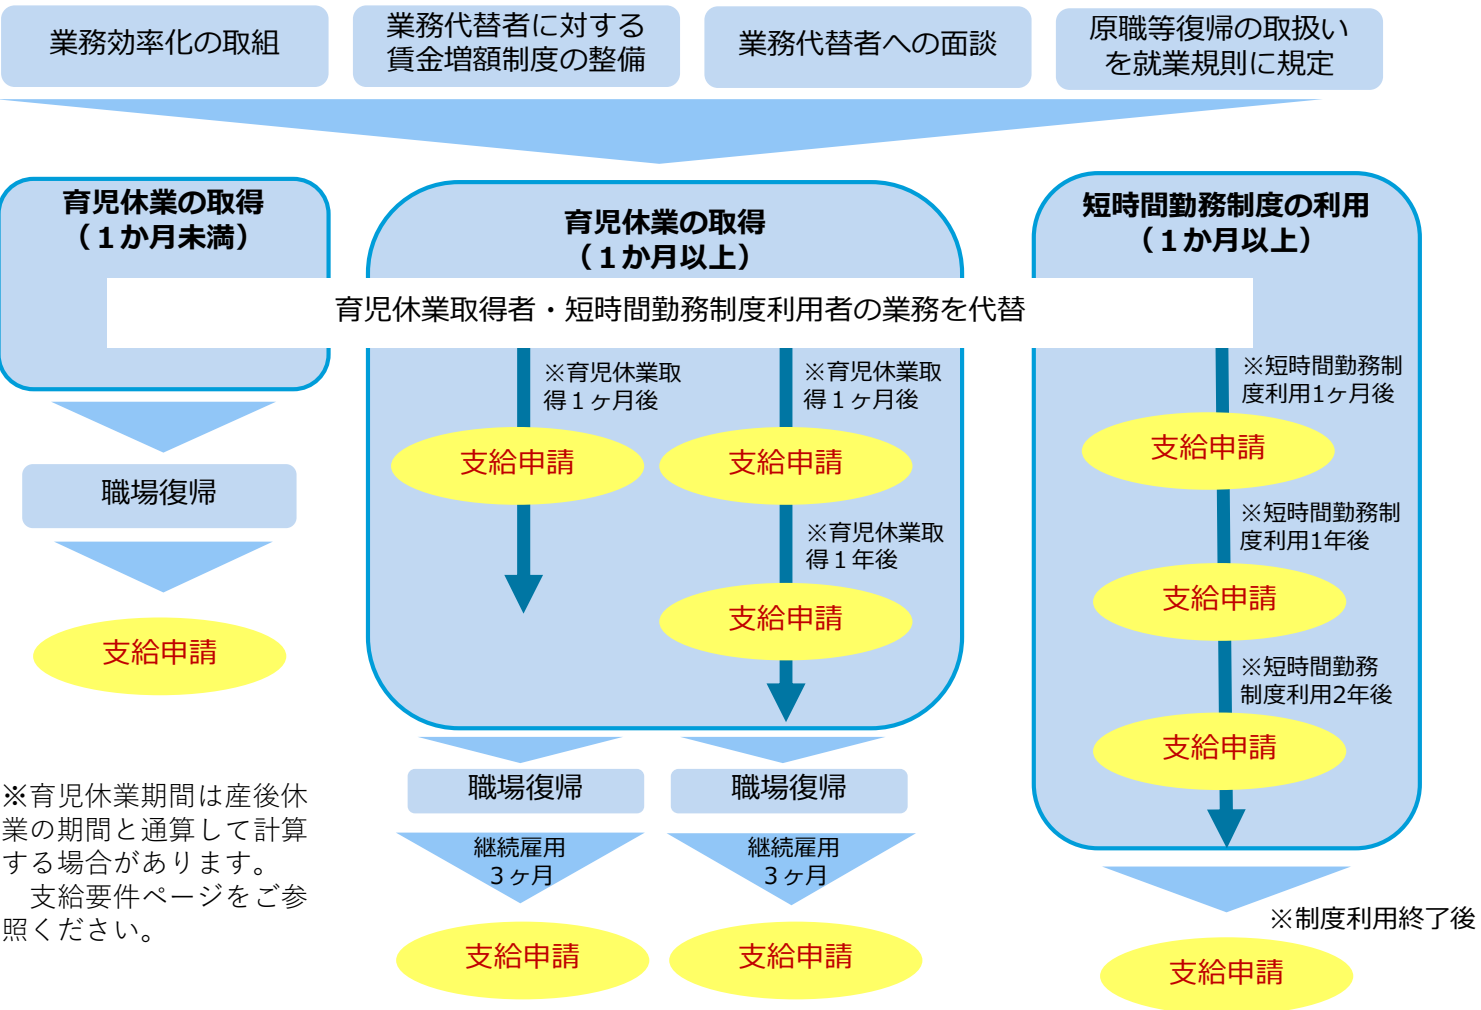 業務効率化の取組
業務代替者に対する
賃金増額制度の整備
業務代替者への面談
原職等復帰の取扱い
を就業規則に規定
育児休業の取得
（１か月未満）
育児休業の取得
（１か月以上）
短時間勤務制度の利用
（１か月以上）
育児休業取得者・短時間勤務制度利用者の業務を代替
職場復帰
支給申請
※育児休業期間は産後休
業の期間と通算して計算
する場合があります。
　支給要件ページをご参
照ください。
※育児休業取
得１ヶ月後
支給申請
職場復帰
継続雇用
３ヶ月
支給申請
※育児休業取
得１ヶ月後
支給申請
※育児休業取
得１年後
支給申請
職場復帰
継続雇用
３ヶ月
支給申請
※短時間勤務制
度利用1ヶ月後
支給申請
※短時間勤務制
度利用1年後
支給申請
※短時間勤務
制度利用2年後
支給申請
※制度利用終了後
支給申請